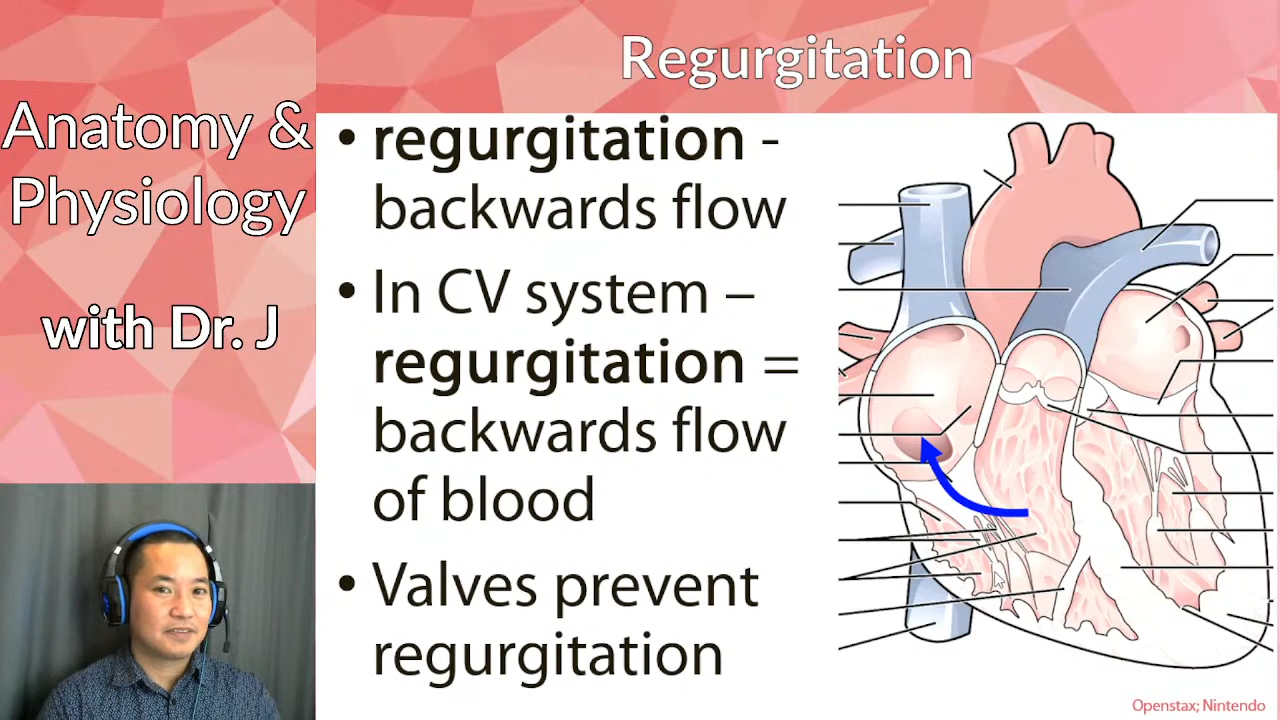 Anatomy &
Physiology
with Dr. J
Regurgitation
• regurgitation -
backwards flow
• In CV system –
regurgitation =
backwards flow
of blood
• Valves prevent
regurgitation
Openstax; Nintendo